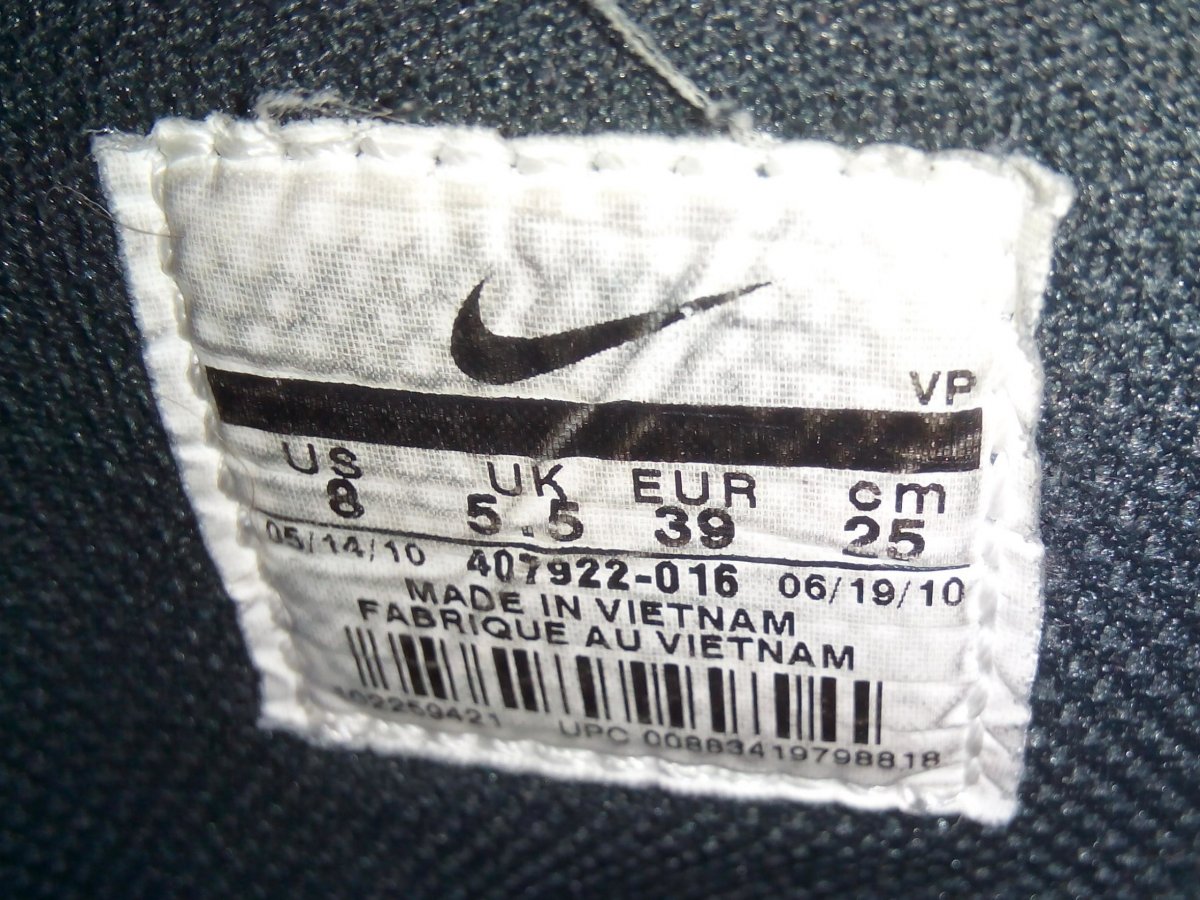 VP
US UK EUR cm
8 5.5 39 25
05/14/10 407922-016 06/19/10
MADE IN VIETNAM
FABRIQUE AU VIETNAM
102259421 UPC 00883419798818